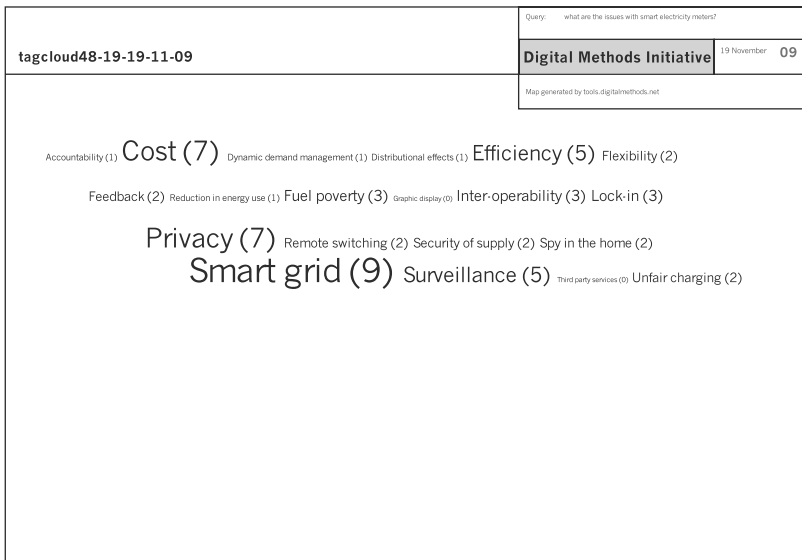 Query: what are the issues with smart electricity meters?
tagcloud48-19-19-11-09
Digital Methods Initiative
19 November 09
Map generated by tools.digitalmethods.net
Accountability (1) Cost (7) Dynamic demand management (1) Distributional effects (1) Efficiency (5) Flexibility (2)
Feedback (2) Reduction in energy use (1) Fuel poverty (3) Graphic display (0) Inter-operability (3) Lock-in (3)
Privacy (7) Remote switching (2) Security of supply (2) Spy in the home (2)
Smart grid (9) Surveillance (5) Third party services (0) Unfair charging (2)